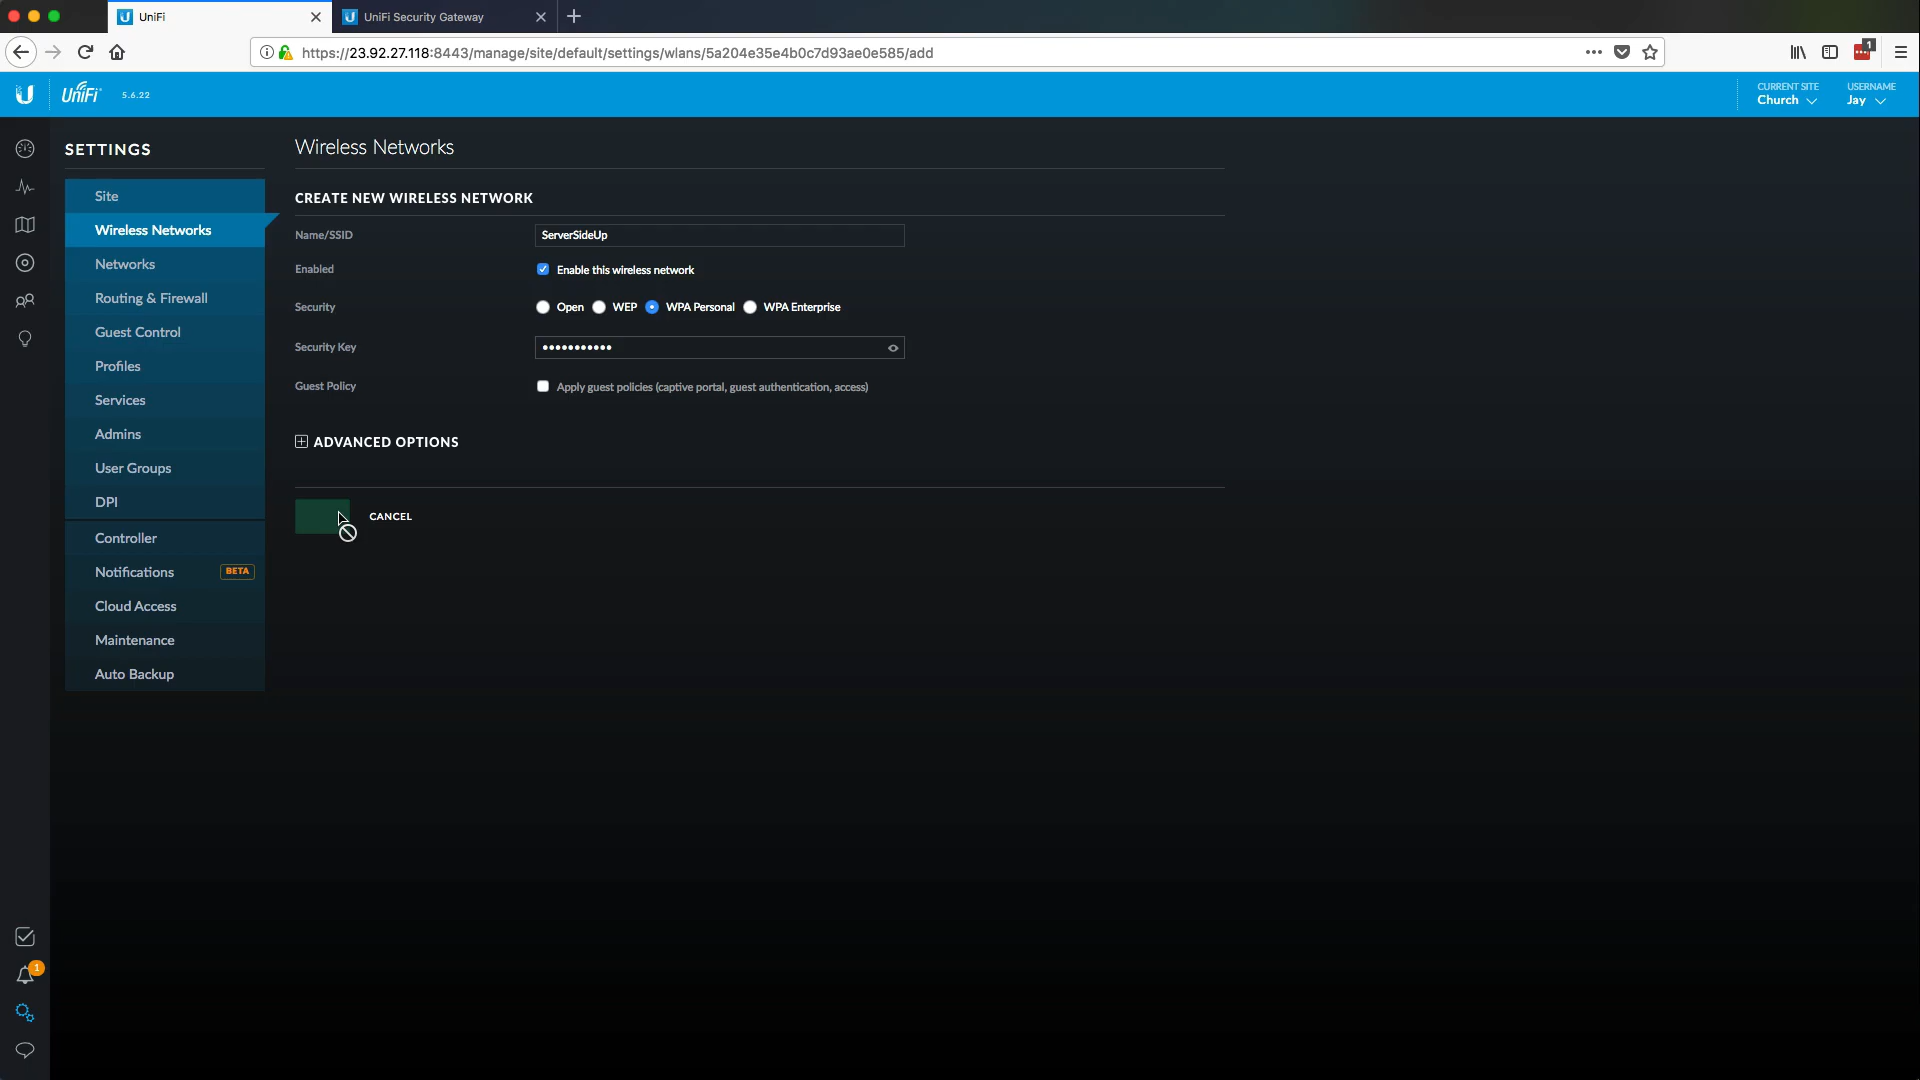 UniFi
UniFi Security Gateway
https://23.92.27.118:8443/manage/site/default/settings/wlans/5a204e35e4b0c7d93ae0e585/add
1
UniFi
5.6.22
CURRENT SITE
Church
USERNAME
Jay
SETTINGS
Site
Wireless Networks
Networks
Routing & Firewall
Guest Control
Profiles
Services
Admins
User Groups
DPI
Controller
Notifications
BETA
Cloud Access
Maintenance
Auto Backup
Wireless Networks
CREATE NEW WIRELESS NETWORK
Name/SSID
ServerSideUp
Enabled
Enable this wireless network
Security
Open
WEP
WPA Personal
WPA Enterprise
Security Key
•••••••••••
Guest Policy
Apply guest policies (captive portal, guest authentication, access)
ADVANCED OPTIONS
CANCEL
1